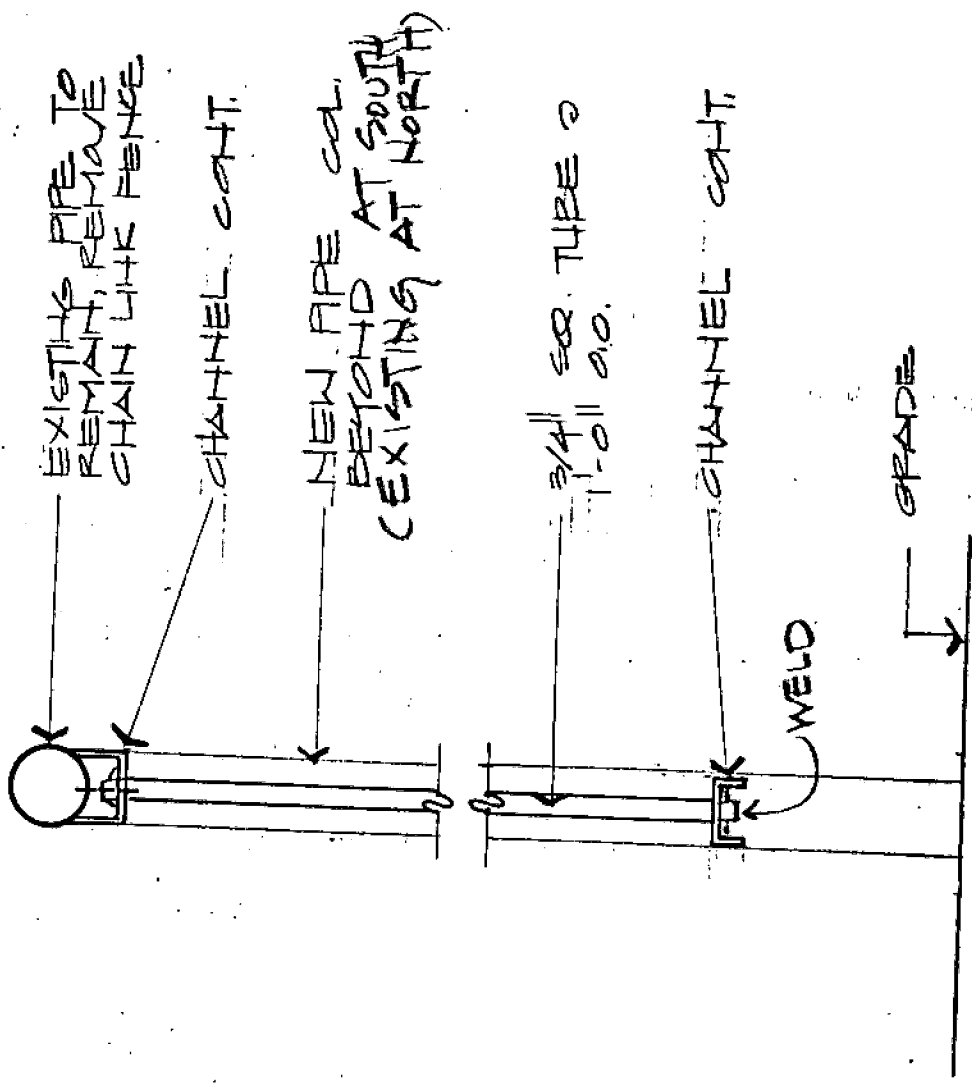 EXISTING PIPE TO
REMAIN, REMOVE
CHAIN LINK FENCE
CHANNEL CONT.
NEW PIPE COL.
BEYOND AT SOUTH
(EXISTING AT NORTH)
3/4" SQ. TUBE @
1'-0" O.C.
CHANNEL CONT.
WELD
GRADE